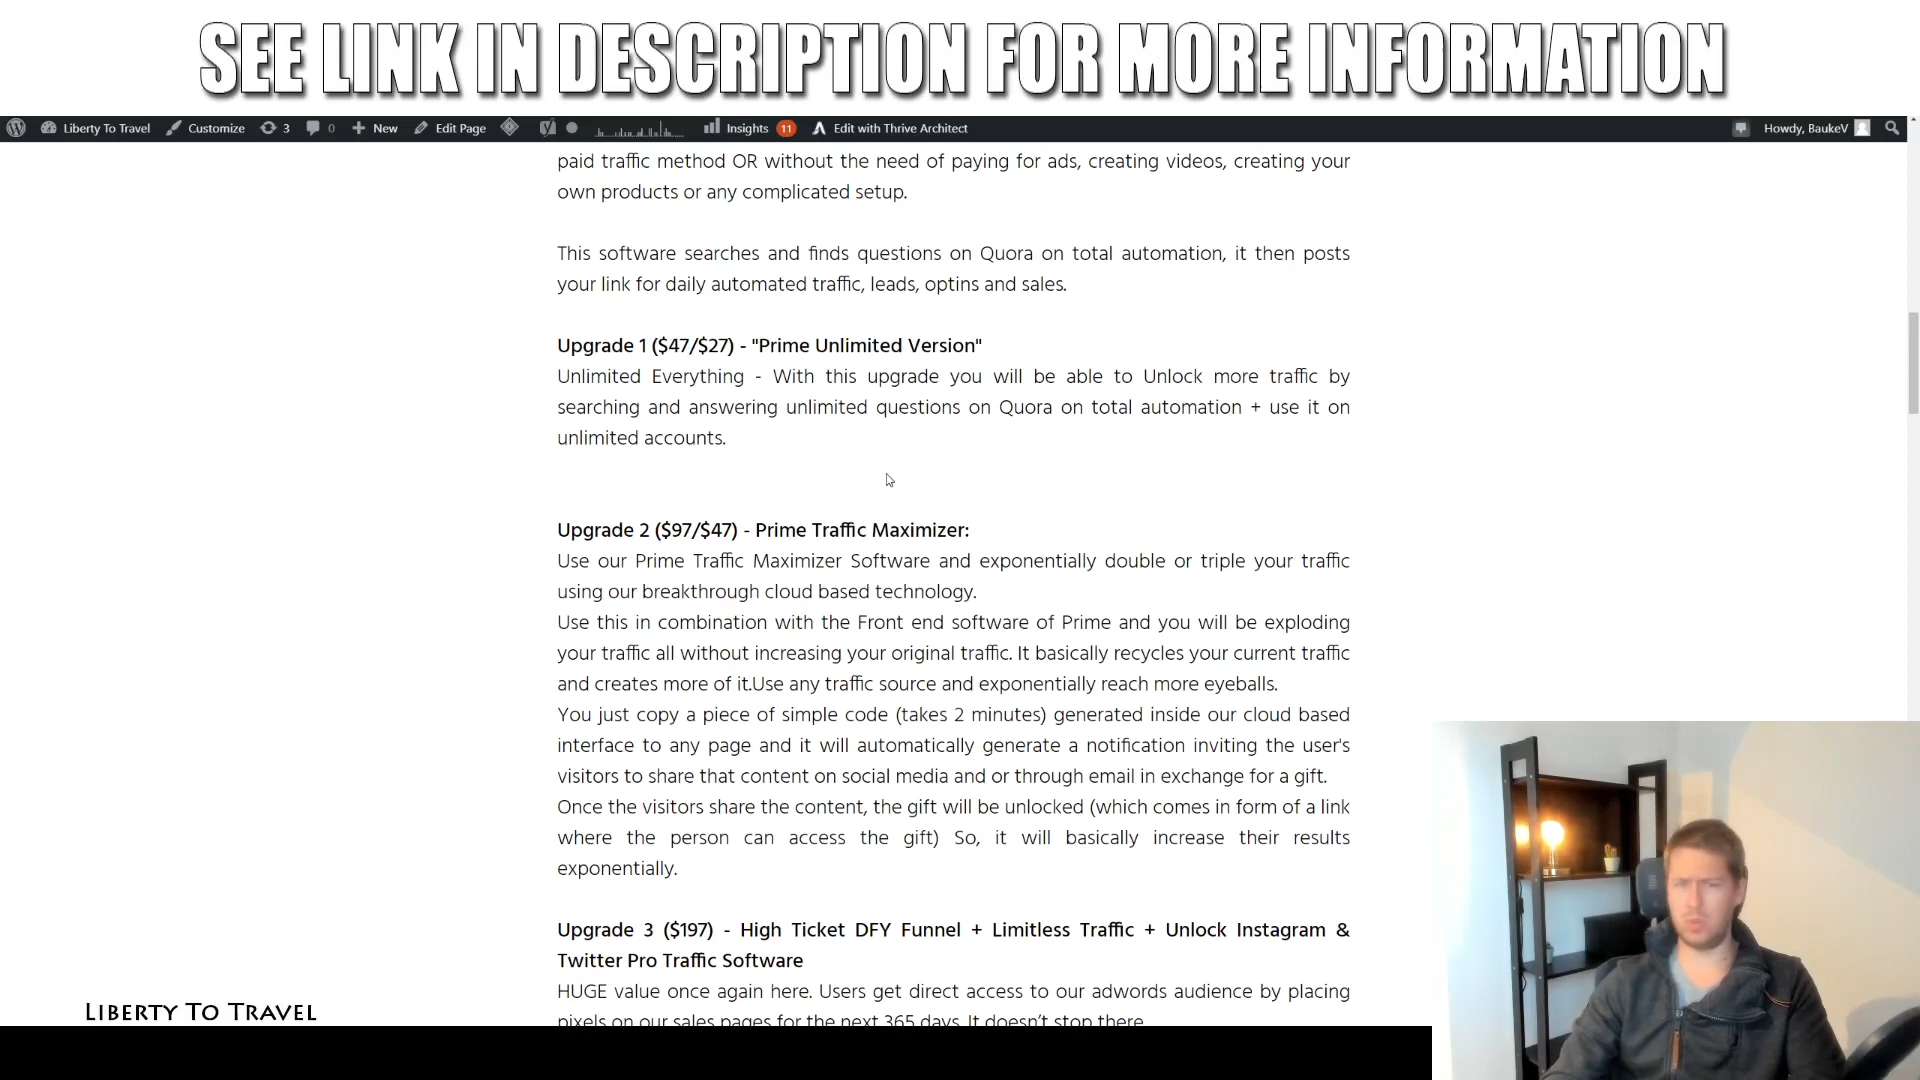 SEE LINK IN DESCRIPTION FOR MORE INFORMATION
Liberty To Travel Customize 3 0 New Edit Page Insights 11 Edit with Thrive Architect Howdy, BaukeV
paid traffic method OR without the need of paying for ads, creating videos, creating your
own products or any complicated setup.
This software searches and finds questions on Quora on total automation, it then posts
your link for daily automated traffic, leads, optins and sales.
Upgrade 1 ($47/$27) - "Prime Unlimited Version"
Unlimited Everything - With this upgrade you will be able to Unlock more traffic by
searching and answering unlimited questions on Quora on total automation + use it on
unlimited accounts.
Upgrade 2 ($97/$47) - Prime Traffic Maximizer:
Use our Prime Traffic Maximizer Software and exponentially double or triple your traffic
using our breakthrough cloud based technology.
Use this in combination with the Front end software of Prime and you will be exploding
your traffic all without increasing your original traffic. It basically recycles your current traffic
and creates more of it.Use any traffic source and exponentially reach more eyeballs.
You just copy a piece of simple code (takes 2 minutes) generated inside our cloud based
interface to any page and it will automatically generate a notification inviting the user's
visitors to share that content on social media and or through email in exchange for a gift.
Once the visitors share the content, the gift will be unlocked (which comes in form of a link
where the person can access the gift) So, it will basically increase their results
exponentially.
Upgrade 3 ($197) - High Ticket DFY Funnel + Limitless Traffic + Unlock Instagram &
Twitter Pro Traffic Software
HUGE value once again here. Users get direct access to our adwords audience by placing
pixels on our sales pages for the next 365 days. It doesn't stop there
LIBERTY TO TRAVEL